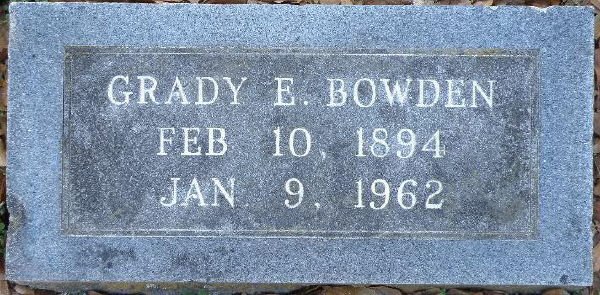 GRADY E. BOWDEN
FEB 10, 1894
JAN 9, 1962